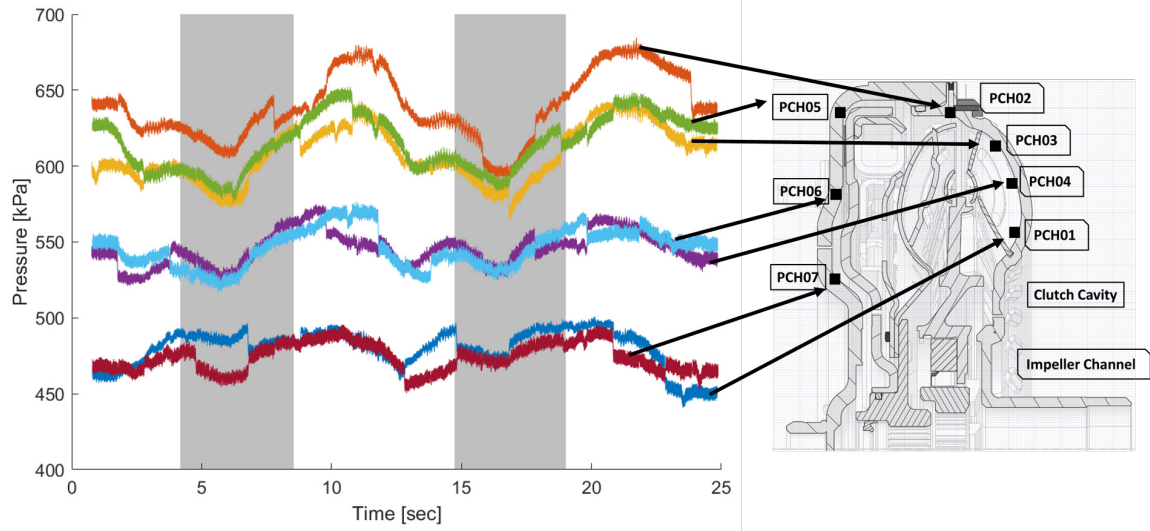 700
650
600
550
500
450
400
Pressure [kPa]
0
5
10
15
20
25
Time [sec]
PCH05
PCH02
PCH03
PCH06
PCH04
PCH01
PCH07
Clutch Cavity
Impeller Channel